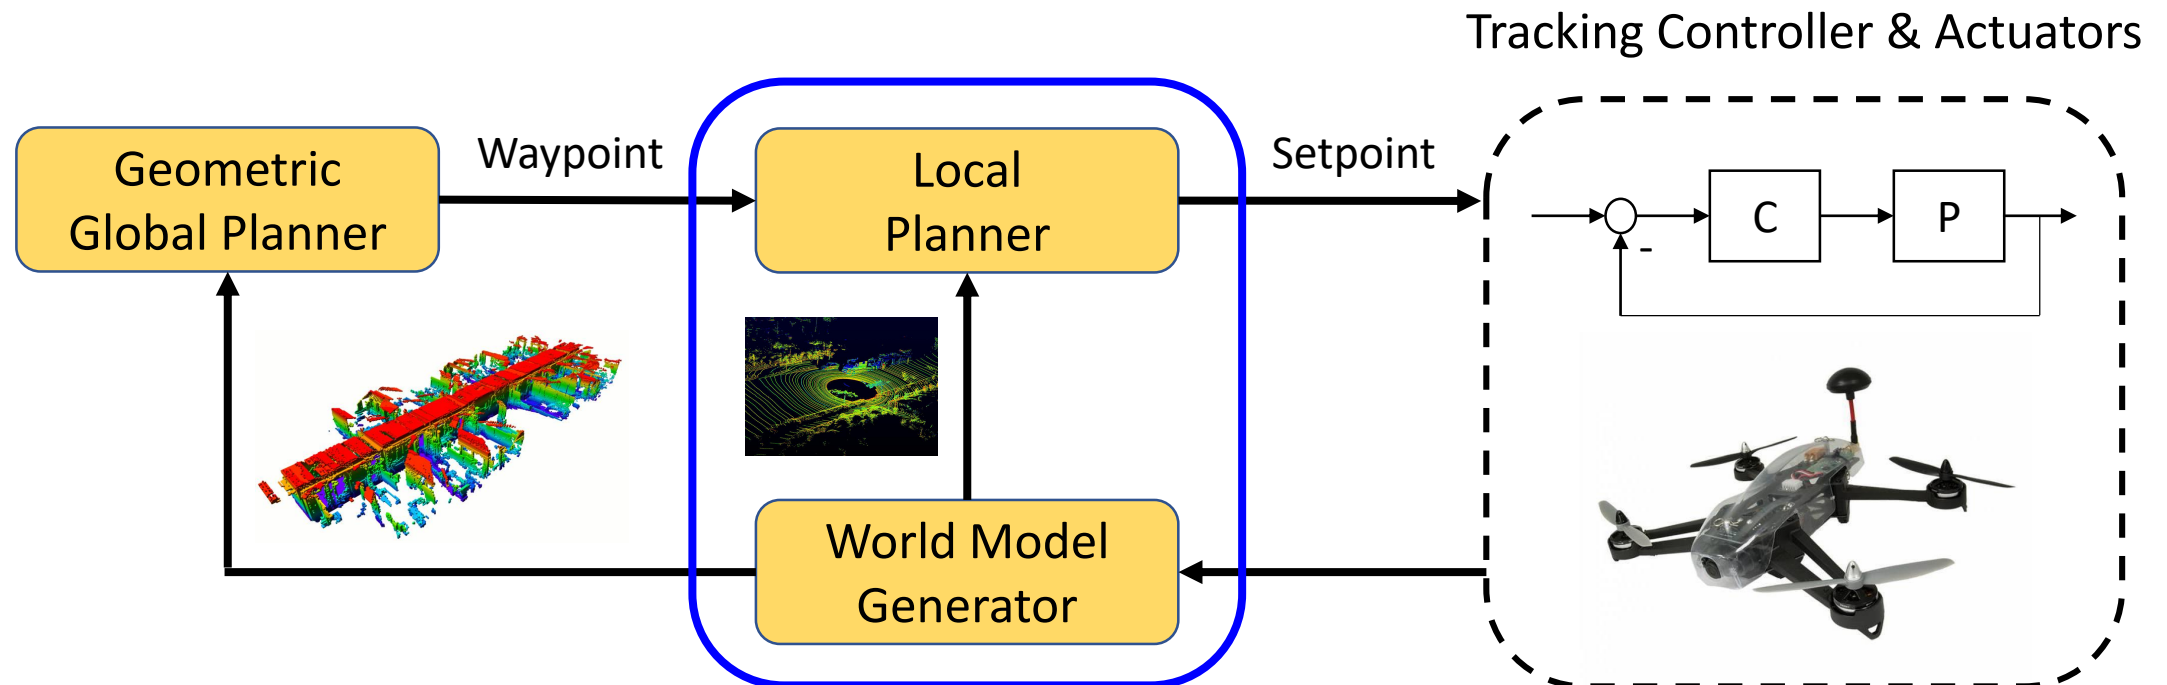 Tracking Controller & Actuators
Geometric
Global Planner
Waypoint
Local
Planner
Setpoint
C
P
-
World Model
Generator